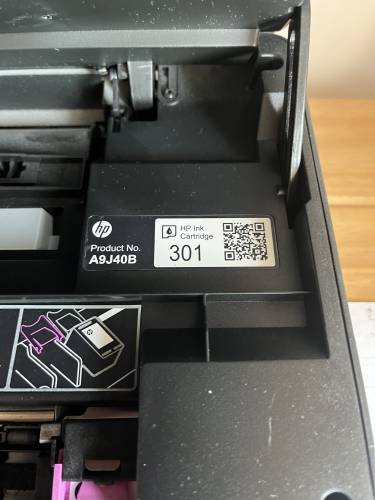 hp
HP Ink
Cartridge
301
Product No.
A9J40B